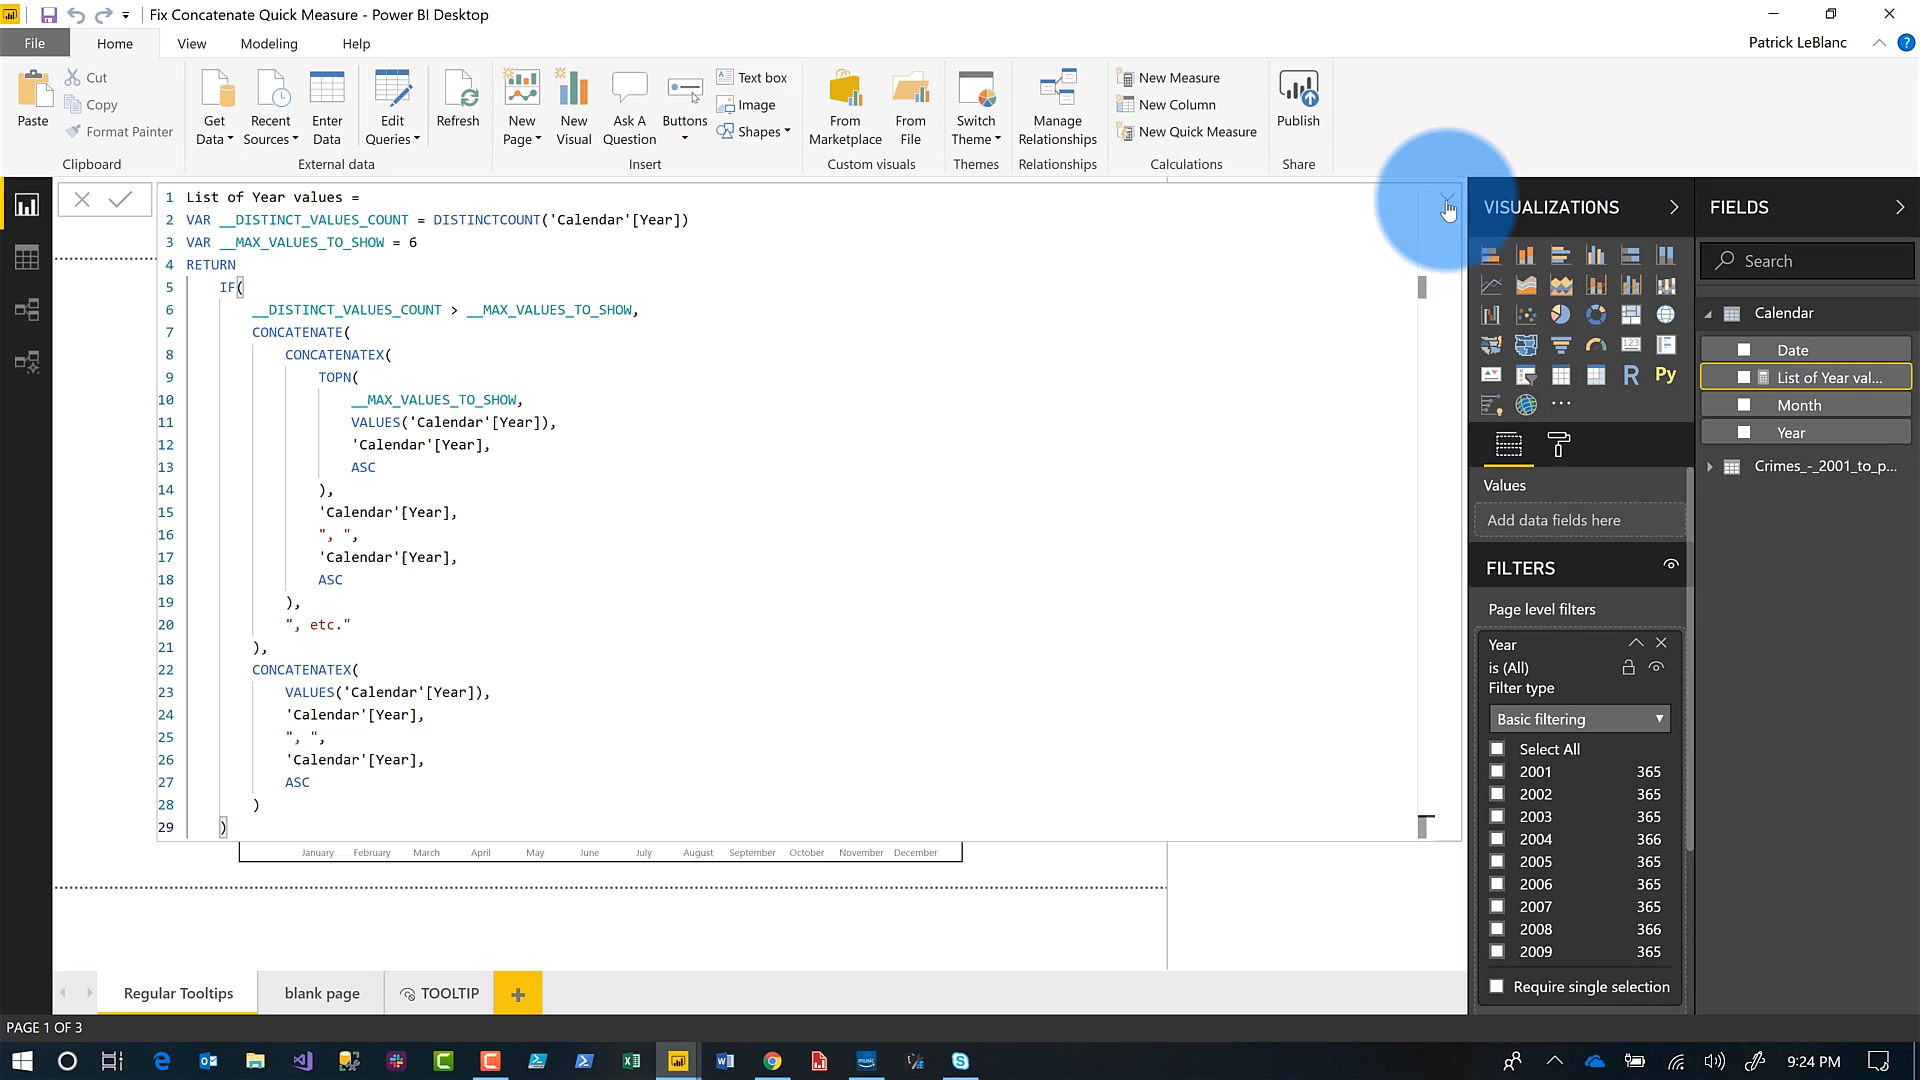 Fix Concatenate Quick Measure - Power BI Desktop
File Home View Modeling Help
Patrick LeBlanc
?
Paste
Cut
Copy
Format Painter
Clipboard
Get Data
Recent Sources
Enter Data
Edit Queries
Refresh
External data
New Page
New Visual
Ask A Question
Buttons
Text box
Image
Shapes
Insert
From Marketplace
From File
Custom visuals
Switch Theme
Themes
Manage Relationships
Relationships
New Measure
New Column
New Quick Measure
Calculations
Publish
Share
1 List of Year values =
2 VAR __DISTINCT_VALUES_COUNT = DISTINCTCOUNT('Calendar'[Year])
3 VAR __MAX_VALUES_TO_SHOW = 6
4 RETURN
5 IF(
6 __DISTINCT_VALUES_COUNT > __MAX_VALUES_TO_SHOW,
7 CONCATENATE(
8 CONCATENATEX(
9 TOPN(
10 __MAX_VALUES_TO_SHOW,
11 VALUES('Calendar'[Year]),
12 'Calendar'[Year],
13 ASC
14 ),
15 'Calendar'[Year],
16 ", ",
17 'Calendar'[Year],
18 ASC
19 ),
20 ", etc."
21 ),
22 CONCATENATEX(
23 VALUES('Calendar'[Year]),
24 'Calendar'[Year],
25 ", ",
26 'Calendar'[Year],
27 ASC
28 )
29 )
January February March April May June July August September October November December
VISUALIZATIONS
123
R
Py
Values
Add data fields here
FILTERS
Page level filters
Year
is (All)
Filter type
Basic filtering
Select All
2001 365
2002 365
2003 365
2004 366
2005 365
2006 365
2007 365
2008 366
2009 365
Require single selection
FIELDS
Search
Calendar
Date
List of Year val...
Month
Year
Crimes_-_2001_to_p...
Regular Tooltips
blank page
TOOLTIP
PAGE 1 OF 3
music
9:24 PM